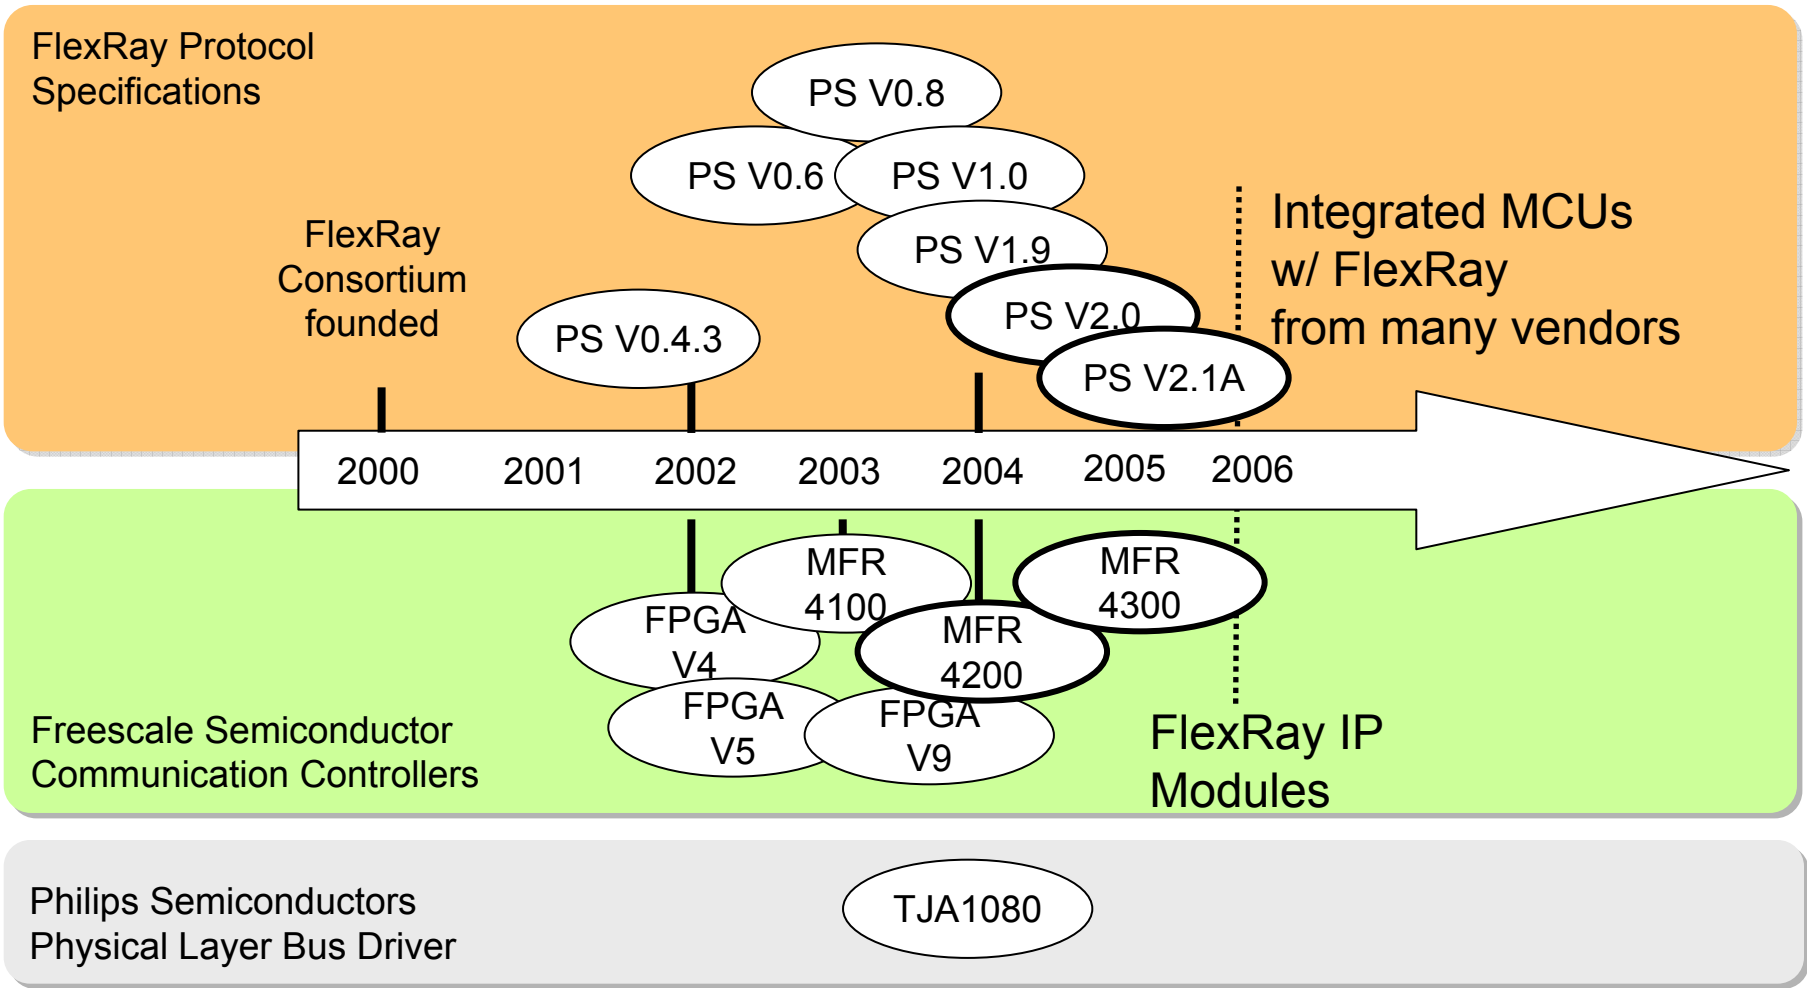 FlexRay Protocol
Specifications
PS V0.8
PS V0.6
PS V1.0
FlexRay
Consortium
founded
PS V1.9
Integrated MCUs
w/ FlexRay
from many vendors
PS V0.4.3
PS V2.0
PS V2.1A
2000 2001 2002 2003 2004 2005 2006
MFR
4100
MFR
4300
FPGA
V4
MFR
4200
FPGA
V5
FPGA
V9
FlexRay IP
Modules
Freescale Semiconductor
Communication Controllers
Philips Semiconductors
Physical Layer Bus Driver
TJA1080